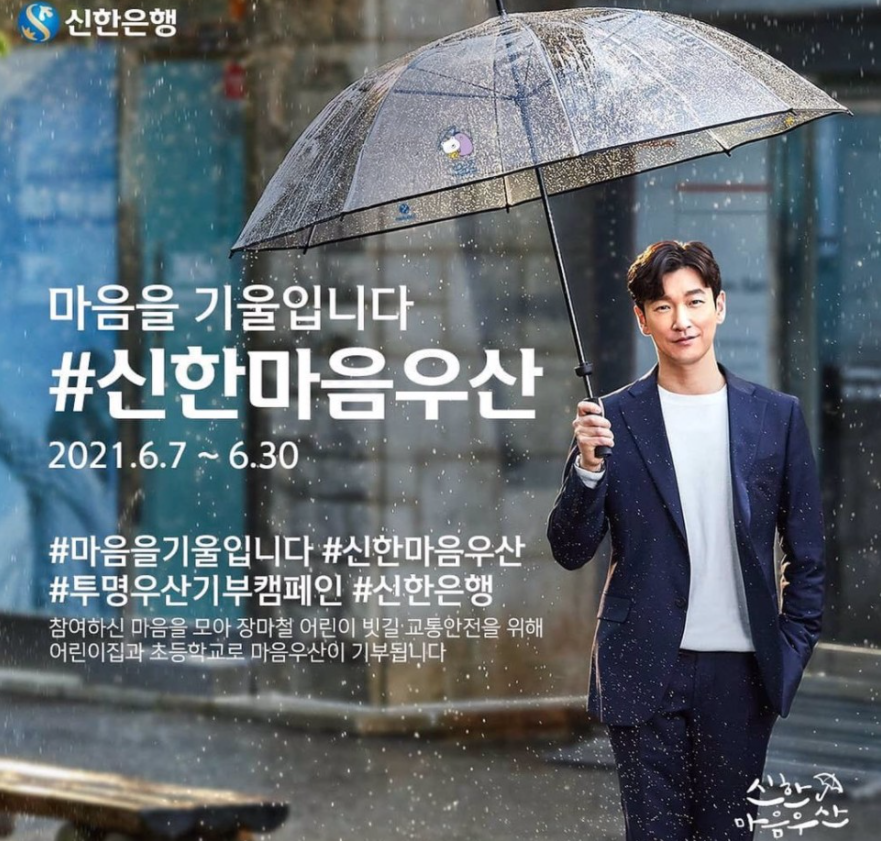 신한은행
마음을 기울입니다
#신한마음우산
2021.6.7 ~ 6.30
#마음을기울입니다 #신한마음우산
#투명우산기부캠페인 #신한은행
참여하신 마음을 모아 장마철 어린이 빗길·교통안전을 위해
어린이집과 초등학교로 마음우산이 기부됩니다
신한
마음우산